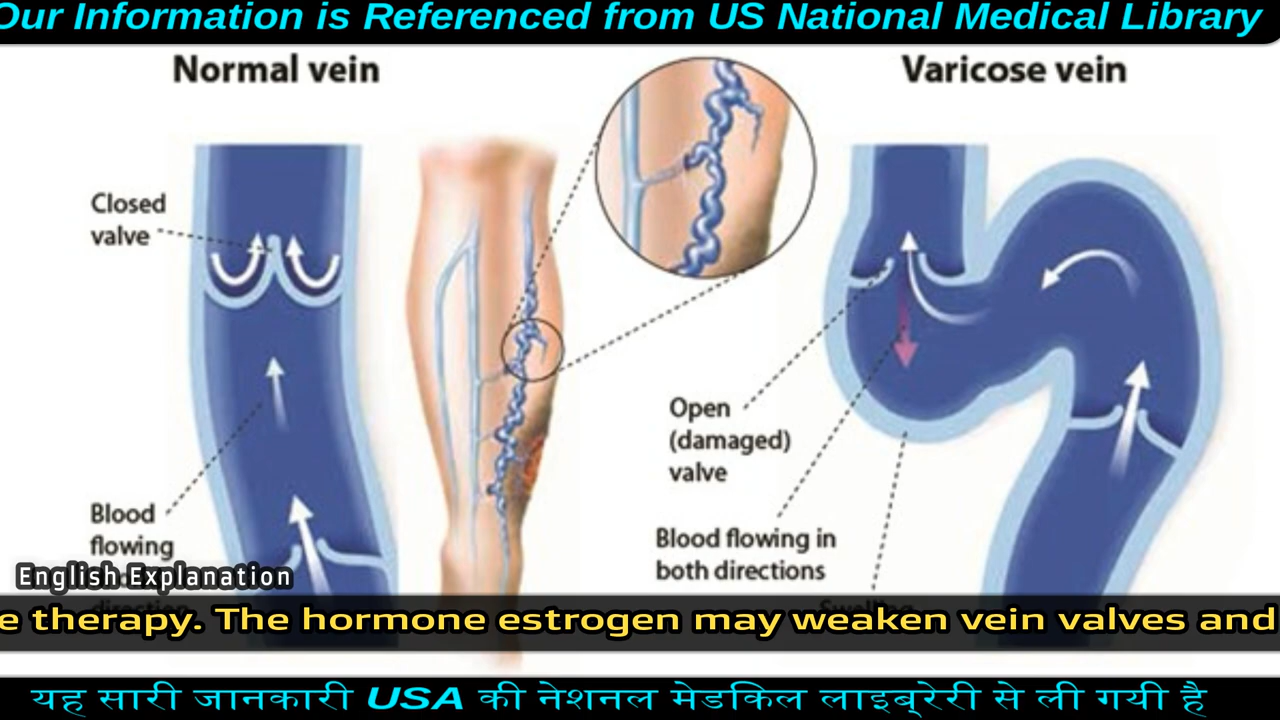 Our Information is Referenced from US National Medical Library
Normal vein
Varicose vein
Closed
valve
Open
(damaged)
valve
Blood
flowing
Blood flowing in
both directions
English Explanation
direction
Swelling
e therapy. The hormone estrogen may weaken vein valves and
यह सारी जानकारी USA की नेशनल मेडकिल लाइब्रेरी से ली गयी है